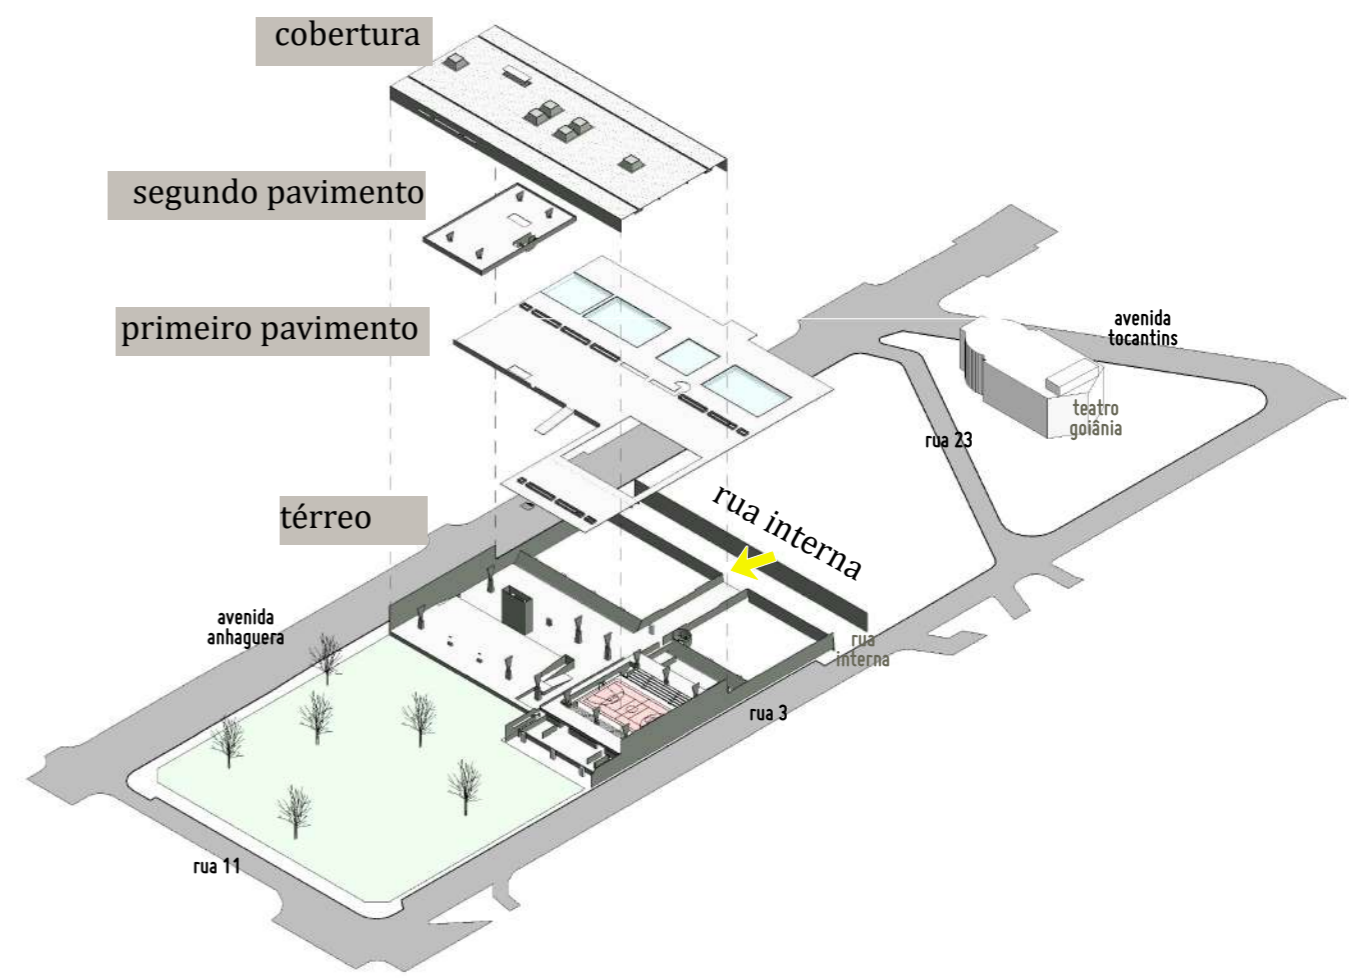 cobertura
segundo pavimento
primeiro pavimento
avenida
tocantins
teatro
goiânia
rua 23
térreo
rua interna
avenida
anhaguera
rua
interna
rua 3
rua 11